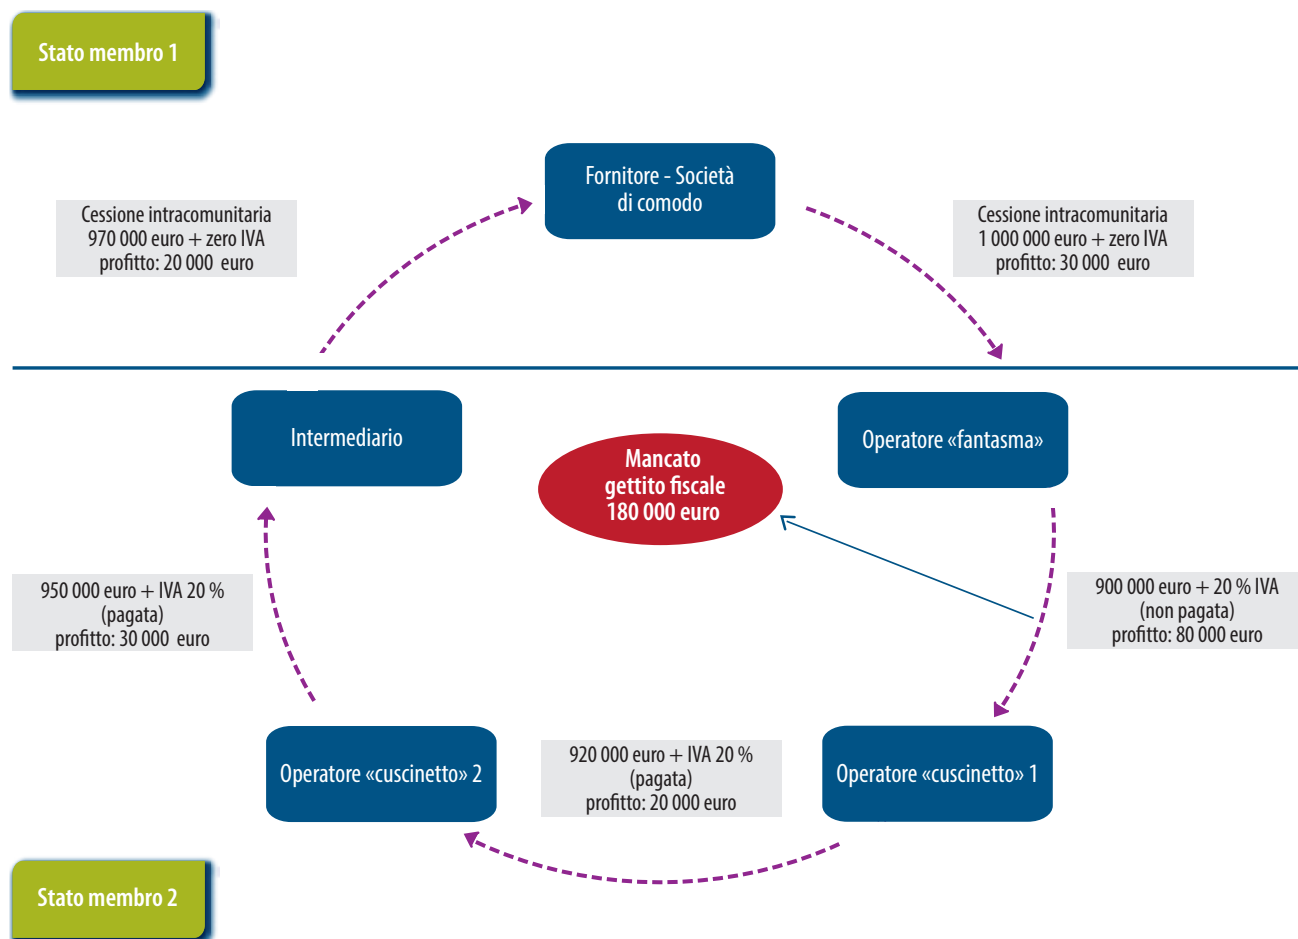 Stato membro 1
Fornitore - Società
di comodo
Cessione intracomunitaria
970 000 euro + zero IVA
profitto: 20 000 euro
Cessione intracomunitaria
1 000 000 euro + zero IVA
profitto: 30 000 euro
Intermediario
Operatore «fantasma»
Mancato
gettito fiscale
180 000 euro
950 000 euro + IVA 20 %
(pagata)
profitto: 30 000 euro
900 000 euro + 20 % IVA
(non pagata)
profitto: 80 000 euro
Operatore «cuscinetto» 2
920 000 euro + IVA 20 %
(pagata)
profitto: 20 000 euro
Operatore «cuscinetto» 1
Stato membro 2